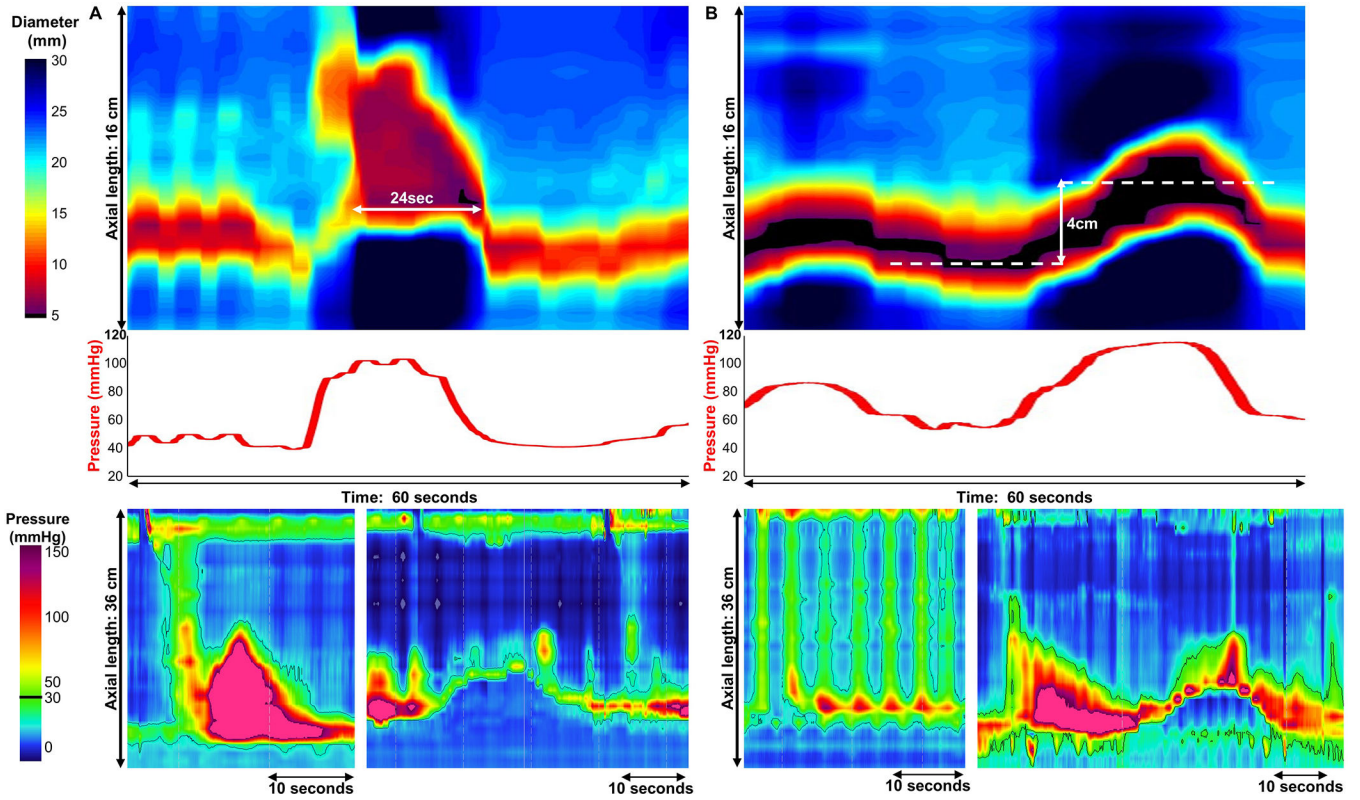 A
B
Diameter
(mm)
30
25
20
15
10
5
Axial length: 16 cm
24sec
Axial length: 16 cm
4cm
Pressure (mmHg)
120
100
80
60
40
20
Pressure (mmHg)
120
100
80
60
40
20
Time: 60 seconds
Time: 60 seconds
Pressure
(mmHg)
150
100
50
30
0
Axial length: 36 cm
10 seconds
10 seconds
Axial length: 36 cm
10 seconds
10 seconds